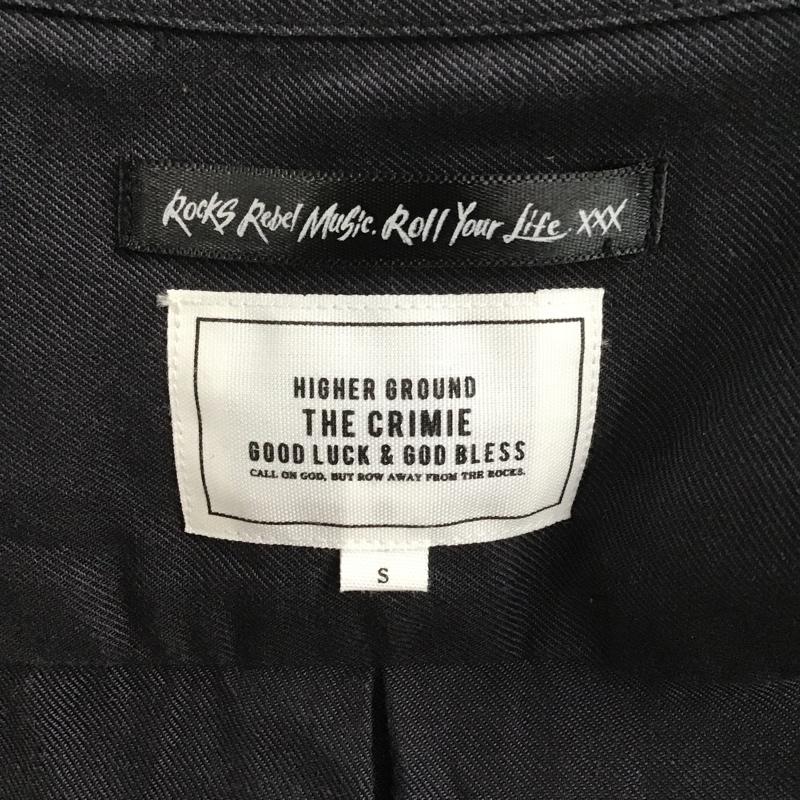 Rocks Rebel Music. Roll Your Life. XXX
HIGHER GROUND
THE CRIMIE
GOOD LUCK & GOD BLESS
CALL ON GOD, BUT ROW AWAY FROM THE ROCKS.
S